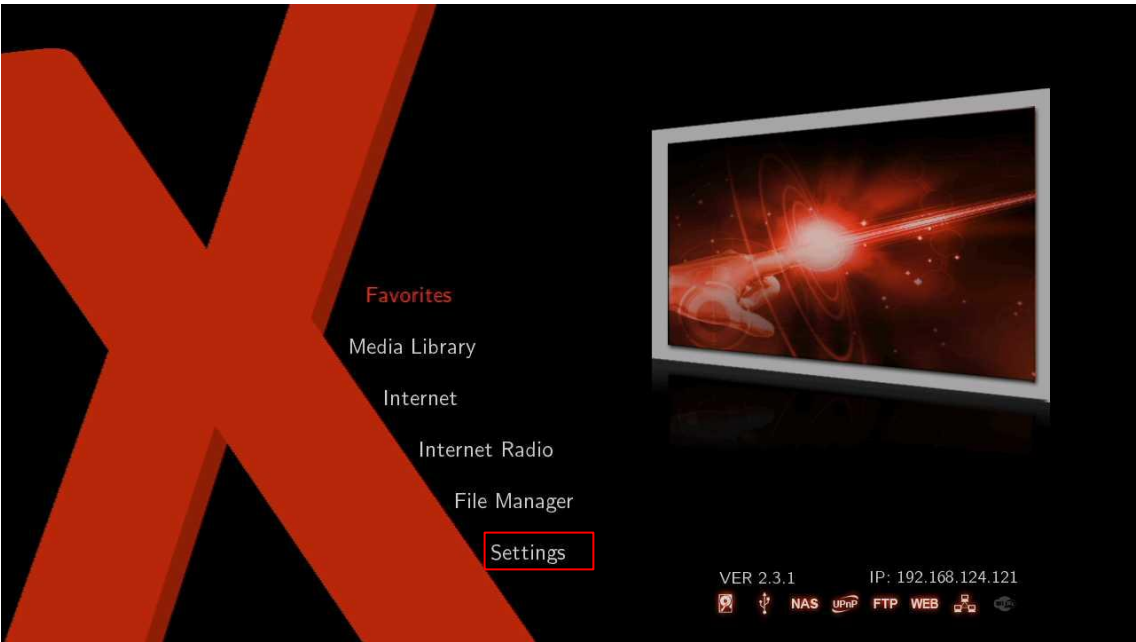 Favorites
Media Library
Internet
Internet Radio
File Manager
Settings
VER 2.3.1 IP: 192.168.124.121
NAS UPnP FTP WEB